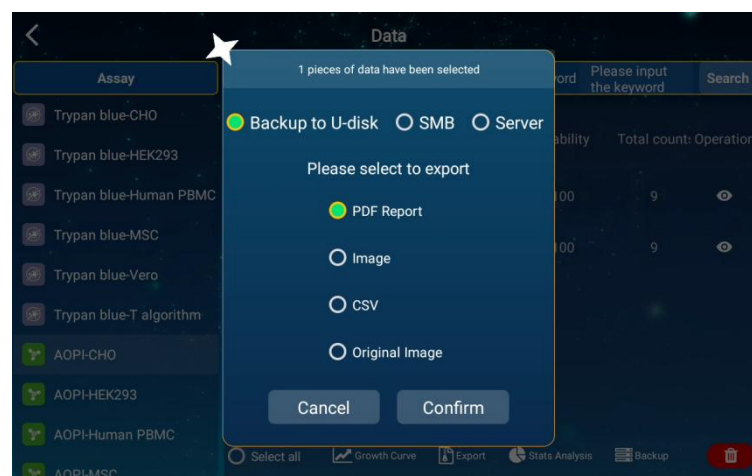 Data
Assay
1 pieces of data have been selected
ord
Please input
the keyword
Search
Trypan blue-CHO
Backup to U-disk
SMB
Server
ability
Total count:
Operation
Trypan blue-HEK293
Please select to export
Trypan blue-Human PBMC
PDF Report
100
9
Trypan blue-MSC
Image
100
9
Trypan blue-Vero
CSV
Trypan blue-T algorithm
Original Image
AOPI-CHO
AOPI-HEK293
Cancel
Confirm
AOPI-Human PBMC
Select all
Growth Curve
Export
Stats Analysis
Backup
AOPI-MSC